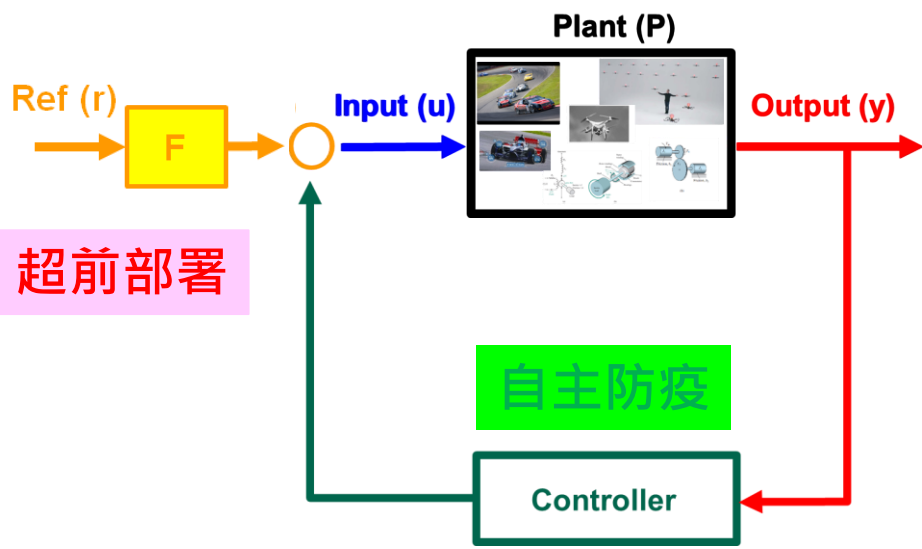 Plant (P)
Ref (r)
F
Input (u)
Output (y)
超前部署
自主防疫
Controller